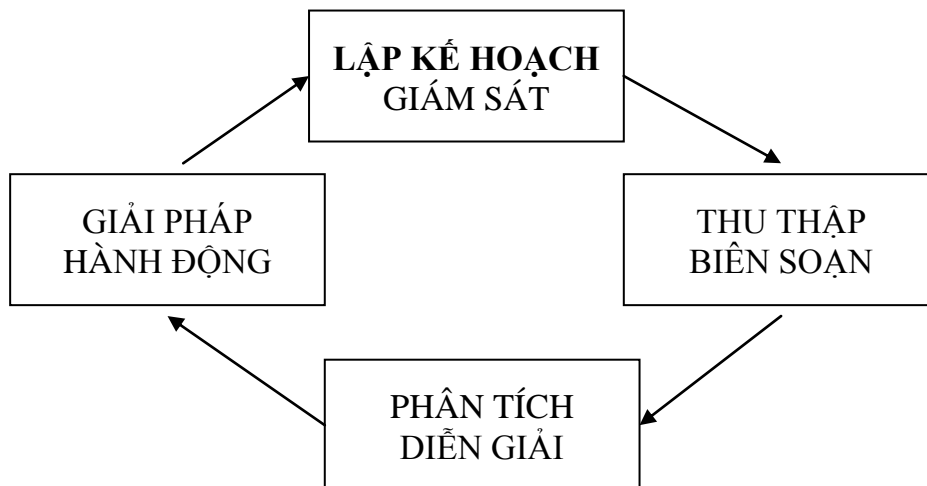 LẬP KẾ HOẠCH
GIÁM SÁT
GIẢI PHÁP
HÀNH ĐỘNG
THU THẬP
BIÊN SOẠN
PHÂN TÍCH
DIỄN GIẢI